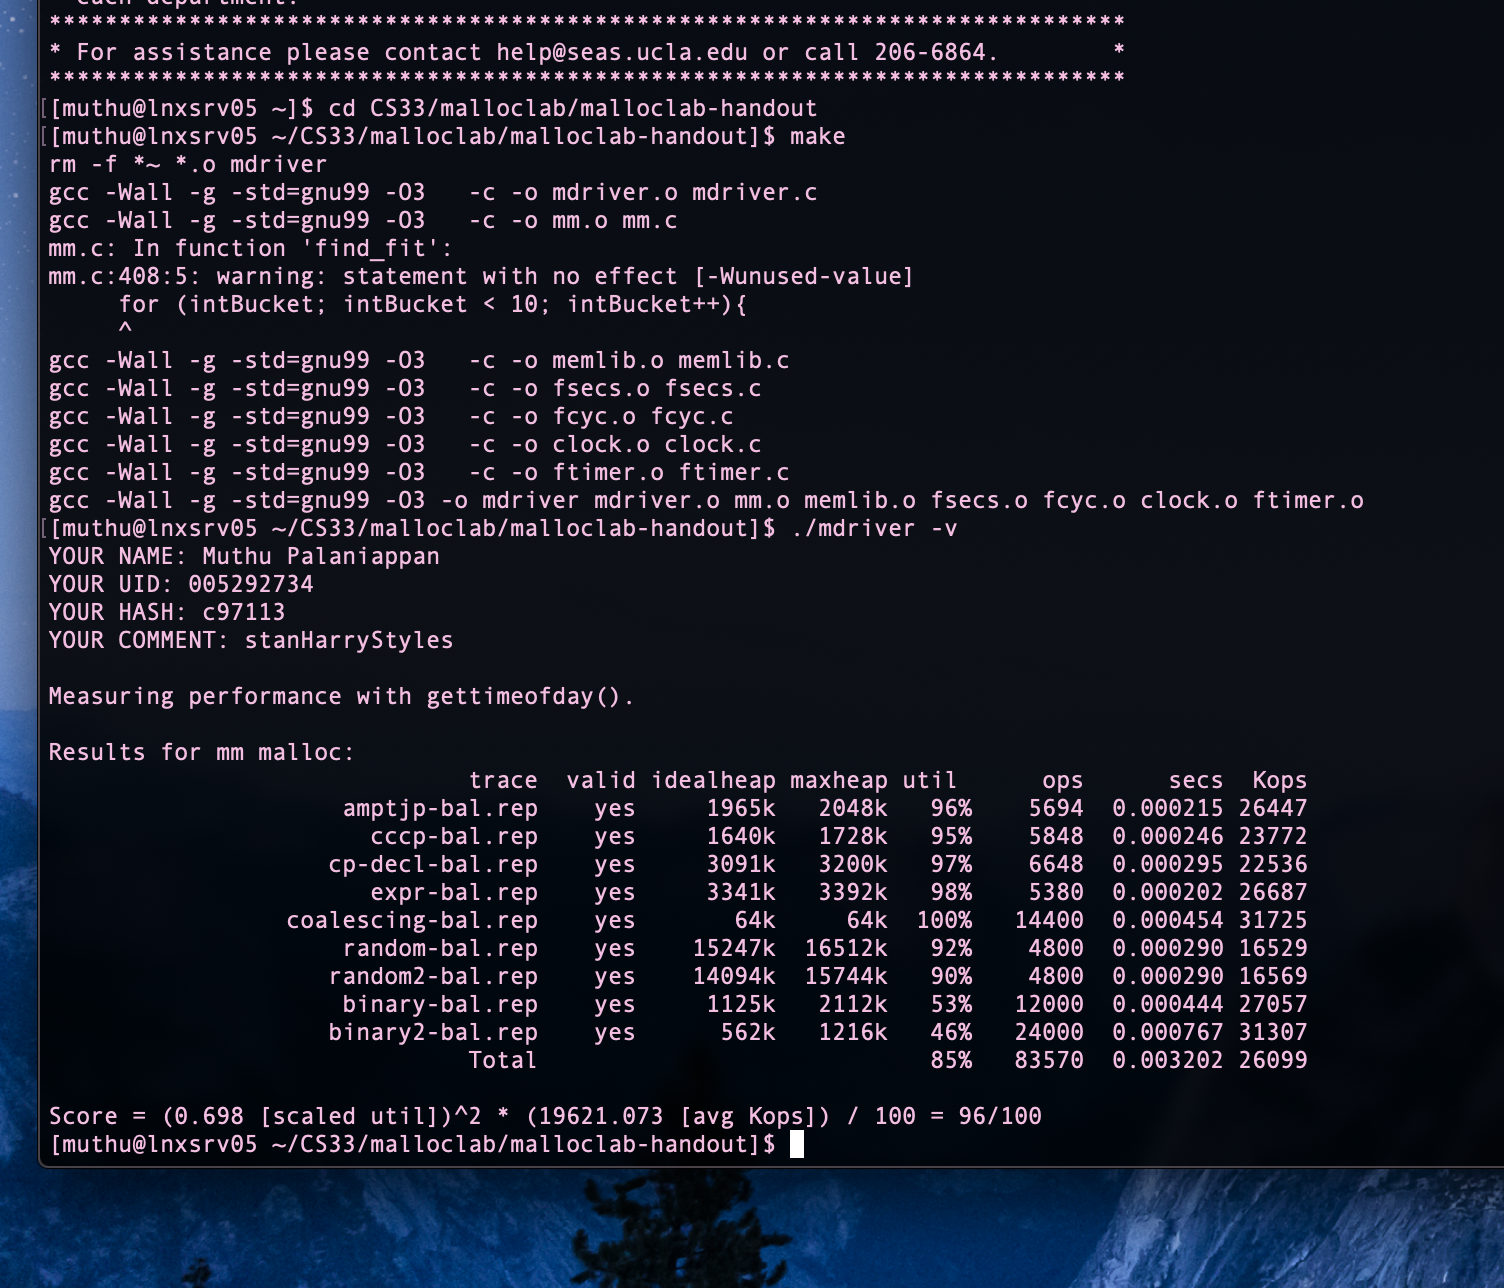 each department.
*****************************************************************************
* For assistance please contact help@seas.ucla.edu or call 206-6864.        *
*****************************************************************************
[[muthu@lnxsrv05 ~]$ cd CS33/malloclab/malloclab-handout
[[muthu@lnxsrv05 ~/CS33/malloclab/malloclab-handout]$ make
rm -f *~ *.o mdriver
gcc -Wall -g -std=gnu99 -O3   -c -o mdriver.o mdriver.c
gcc -Wall -g -std=gnu99 -O3   -c -o mm.o mm.c
mm.c: In function 'find_fit':
mm.c:408:5: warning: statement with no effect [-Wunused-value]
     for (intBucket; intBucket < 10; intBucket++){
     ^
gcc -Wall -g -std=gnu99 -O3   -c -o memlib.o memlib.c
gcc -Wall -g -std=gnu99 -O3   -c -o fsecs.o fsecs.c
gcc -Wall -g -std=gnu99 -O3   -c -o fcyc.o fcyc.c
gcc -Wall -g -std=gnu99 -O3   -c -o clock.o clock.c
gcc -Wall -g -std=gnu99 -O3   -c -o ftimer.o ftimer.c
gcc -Wall -g -std=gnu99 -O3 -o mdriver mdriver.o mm.o memlib.o fsecs.o fcyc.o clock.o ftimer.o
[[muthu@lnxsrv05 ~/CS33/malloclab/malloclab-handout]$ ./mdriver -v
YOUR NAME: Muthu Palaniappan
YOUR UID: 005292734
YOUR HASH: c97113
YOUR COMMENT: stanHarryStyles
Measuring performance with gettimeofday().
Results for mm malloc:
trace  valid idealheap maxheap util      ops      secs  Kops
amptjp-bal.rep    yes     1965k   2048k   96%    5694  0.000215 26447
cccp-bal.rep    yes     1640k   1728k   95%    5848  0.000246 23772
cp-decl-bal.rep    yes     3091k   3200k   97%    6648  0.000295 22536
expr-bal.rep    yes     3341k   3392k   98%    5380  0.000202 26687
coalescing-bal.rep    yes       64k     64k  100%   14400  0.000454 31725
random-bal.rep    yes    15247k  16512k   92%    4800  0.000290 16529
random2-bal.rep    yes    14094k  15744k   90%    4800  0.000290 16569
binary-bal.rep    yes     1125k   2112k   53%   12000  0.000444 27057
binary2-bal.rep    yes      562k   1216k   46%   24000  0.000767 31307
Total                            85%   83570  0.003202 26099
Score = (0.698 [scaled util])^2 * (19621.073 [avg Kops]) / 100 = 96/100
[muthu@lnxsrv05 ~/CS33/malloclab/malloclab-handout]$